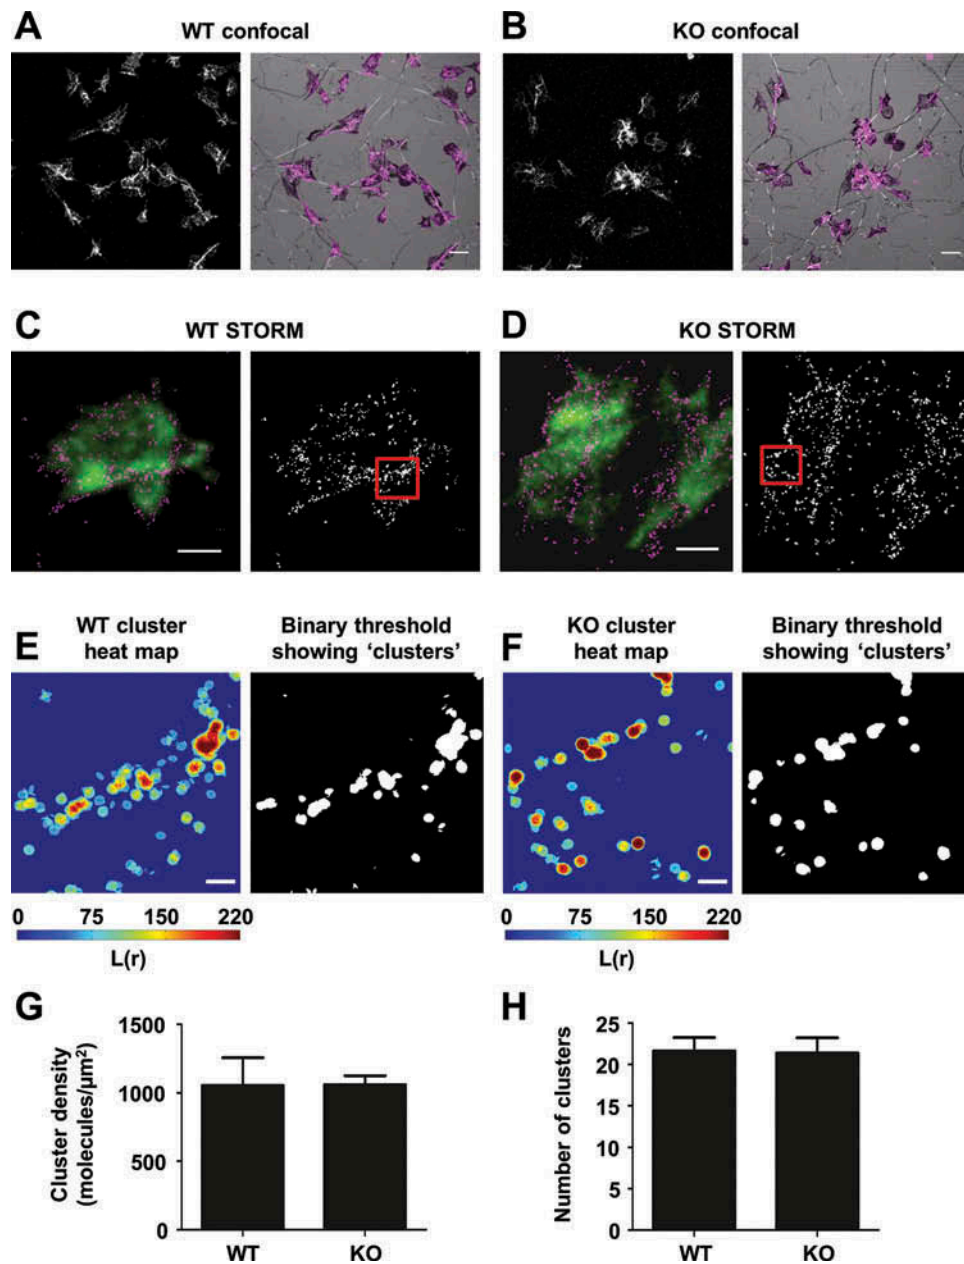 A WT confocal
B KO confocal
C WT STORM
D KO STORM
E WT cluster heat map
Binary threshold showing ‘clusters’
F KO cluster heat map
Binary threshold showing ‘clusters’
0 75 150 220
L(r)
0 75 150 220
L(r)
G
Cluster density
(molecules/µm²)
1500
1000
500
0
WT KO
H
Number of clusters
25
20
15
10
5
0
WT KO